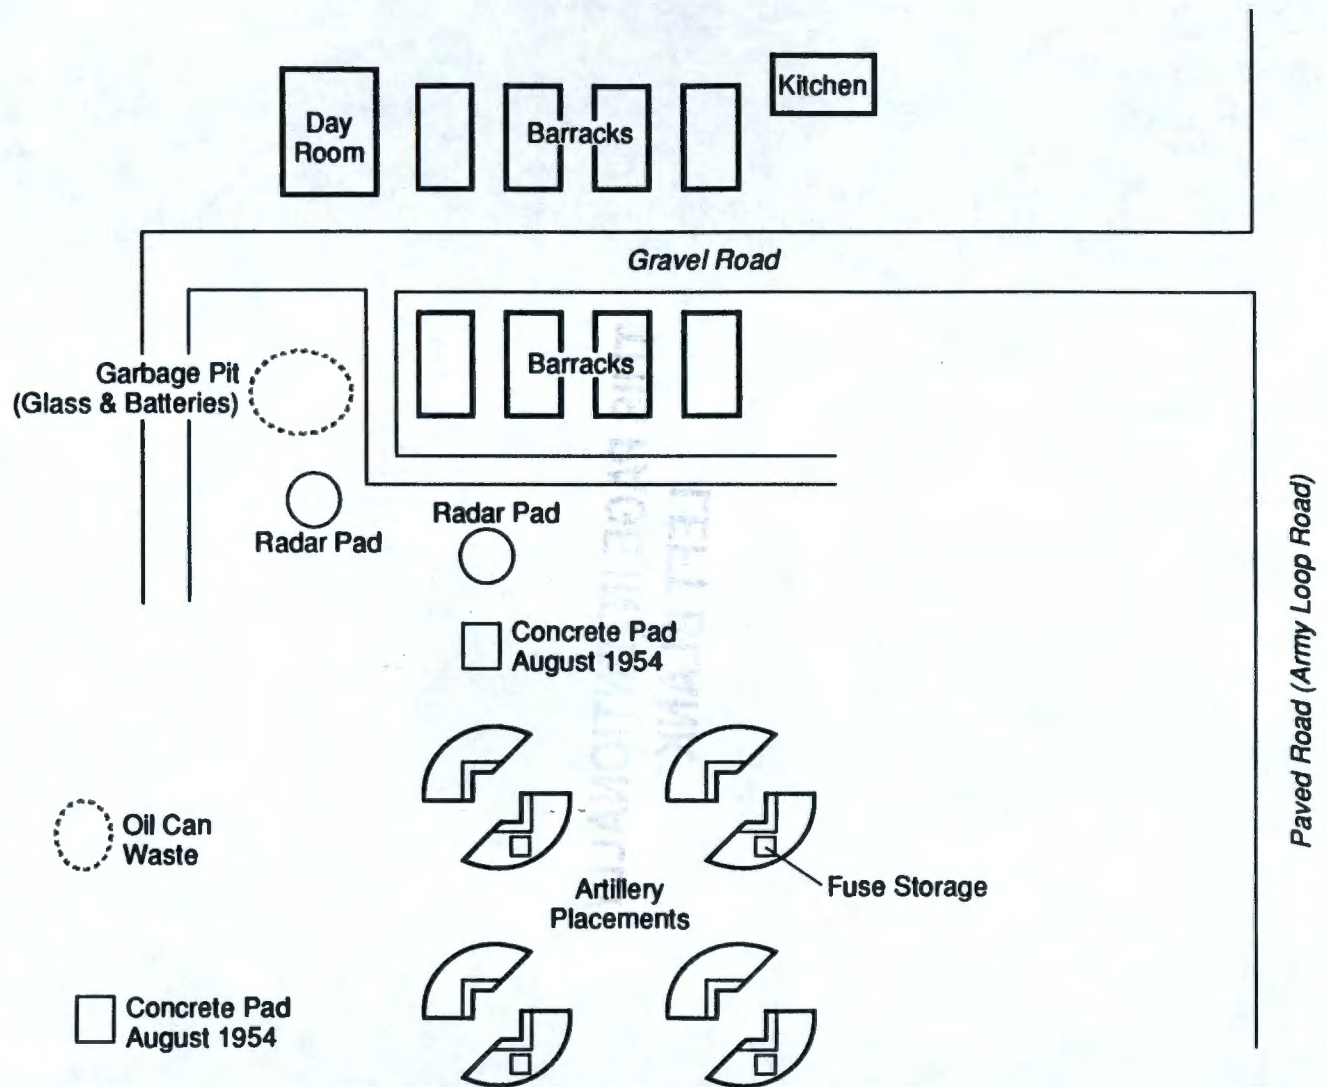 Kitchen
Day
Room
Barracks
Gravel Road
Garbage Pit
(Glass & Batteries)
Barracks
Radar Pad
Radar Pad
Concrete Pad
August 1954
Paved Road (Army Loop Road)
Oil Can
Waste
Fuse Storage
Artillery
Placements
Concrete Pad
August 1954